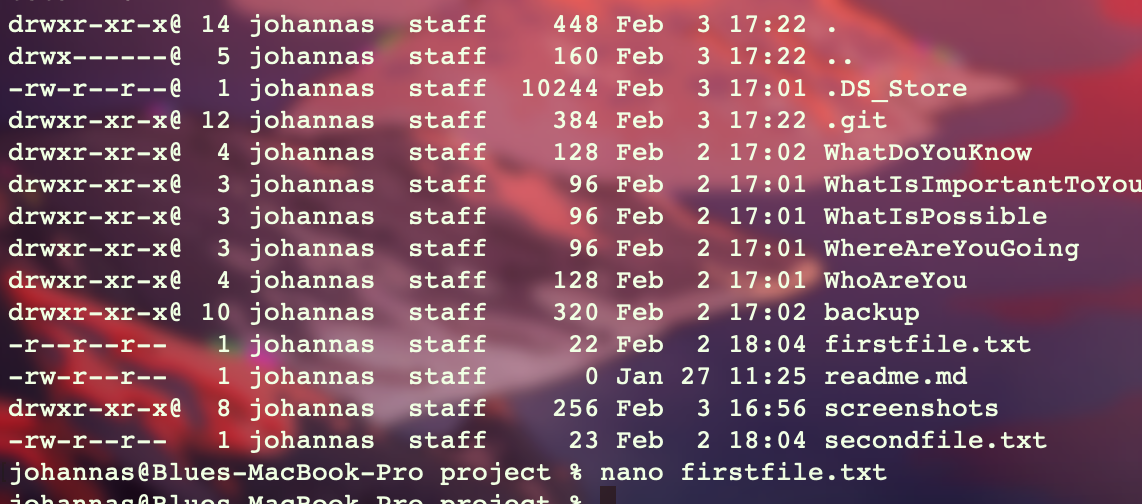 drwxr-xr-x@ 14 johannas  staff    448 Feb  3 17:22 .
drwx------@  5 johannas  staff    160 Feb  3 17:22 ..
-rw-r--r--@  1 johannas  staff  10244 Feb  3 17:01 .DS_Store
drwxr-xr-x@ 12 johannas  staff    384 Feb  3 17:22 .git
drwxr-xr-x@  4 johannas  staff    128 Feb  2 17:02 WhatDoYouKnow
drwxr-xr-x@  3 johannas  staff     96 Feb  2 17:01 WhatIsImportantToYou
drwxr-xr-x@  3 johannas  staff     96 Feb  2 17:01 WhatIsPossible
drwxr-xr-x@  3 johannas  staff     96 Feb  2 17:01 WhereAreYouGoing
drwxr-xr-x@  4 johannas  staff    128 Feb  2 17:01 WhoAreYou
drwxr-xr-x@ 10 johannas  staff    320 Feb  2 17:01 backup
-r--r--r--   1 johannas  staff     22 Feb  2 18:04 firstfile.txt
-rw-r--r--   1 johannas  staff      0 Jan 27 11:25 readme.md
drwxr-xr-x@  8 johannas  staff    256 Feb  3 16:56 screenshots
-rw-r--r--   1 johannas  staff     23 Feb  2 18:04 secondfile.txt
johannas@Blues-MacBook-Pro project % nano firstfile.txt
johannas@Blues-MacBook-Pro project %